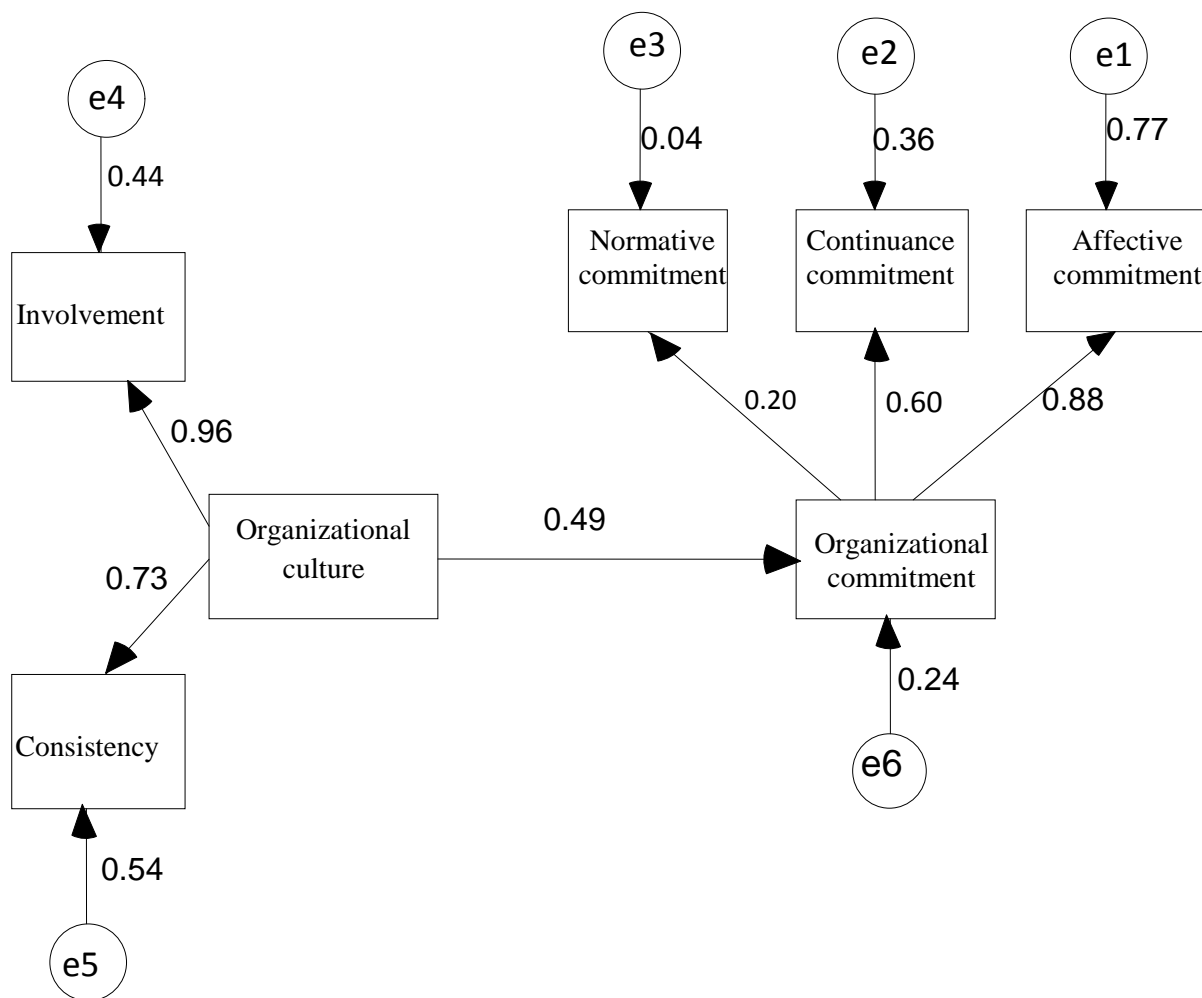 e3
e2
e1
e4
0.04
0.36
0.77
0.44
Normative
commitment
Continuance
commitment
Affective
commitment
Involvement
0.20
0.60
0.88
0.96
Organizational
culture
0.49
Organizational
commitment
0.73
0.24
Consistency
e6
0.54
e5